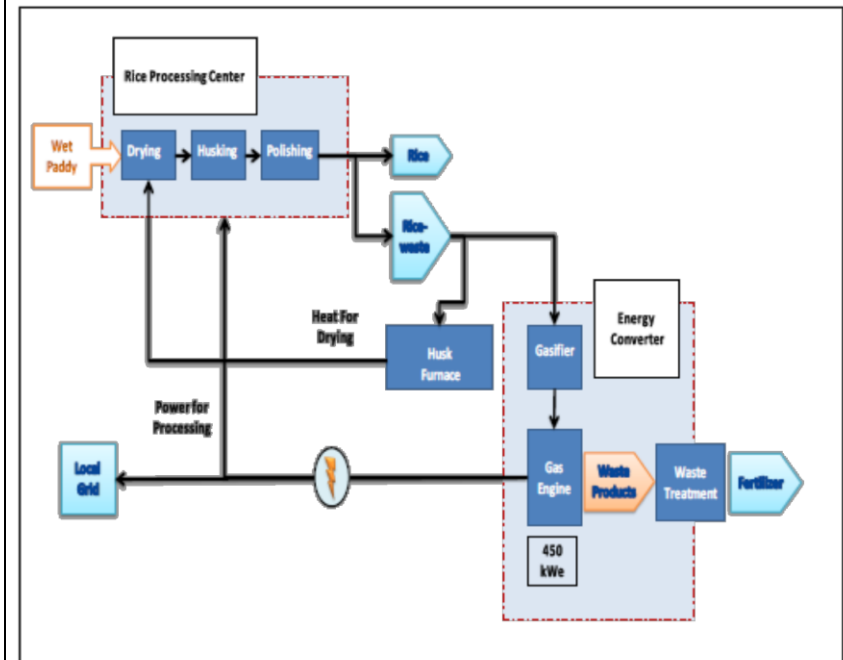 Rice Processing Center
Wet
Paddy
Drying
Husking
Polishing
Rice
Rice-
waste
Heat For
Drying
Husk
Furnace
Energy
Converter
Gasifier
Power for
Processing
Local
Grid
Gas
Engine
Waste
Products
Waste
Treatment
Fertilizer
450
kWe